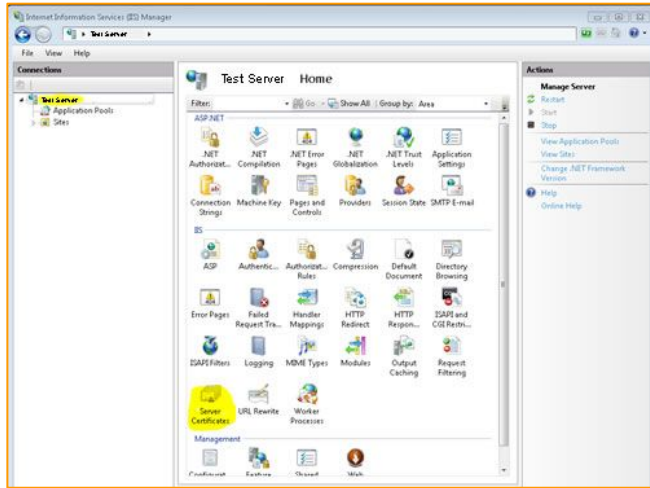 Internet Information Services (IIS) Manager
Test Server
File View Help
Connections
Test Server
Application Pools
Sites
Test Server Home
Filter: Go Show All Group by: Area
ASP.NET
.NET Authorizat...
.NET Compilation
.NET Error Pages
.NET Globalization
.NET Trust Levels
Application Settings
Connection Strings
Machine Key
Pages and Controls
Providers
Session State
SMTP E-mail
IIS
ASP
Authentic...
Authorizat... Rules
Compression
Default Document
Directory Browsing
Error Pages
Failed Request Tra...
Handler Mappings
HTTP Redirect
HTTP Respon...
ISAPI and CGI Restri...
ISAPI Filters
Logging
MIME Types
Modules
Output Caching
Request Filtering
Server Certificates
URL Rewrite
Worker Processes
Management
Configurat...
Feature
Shared
Web
Actions
Manage Server
Restart
Start
Stop
View Application Pools
View Sites
Change .NET Framework Version
Help
Online Help